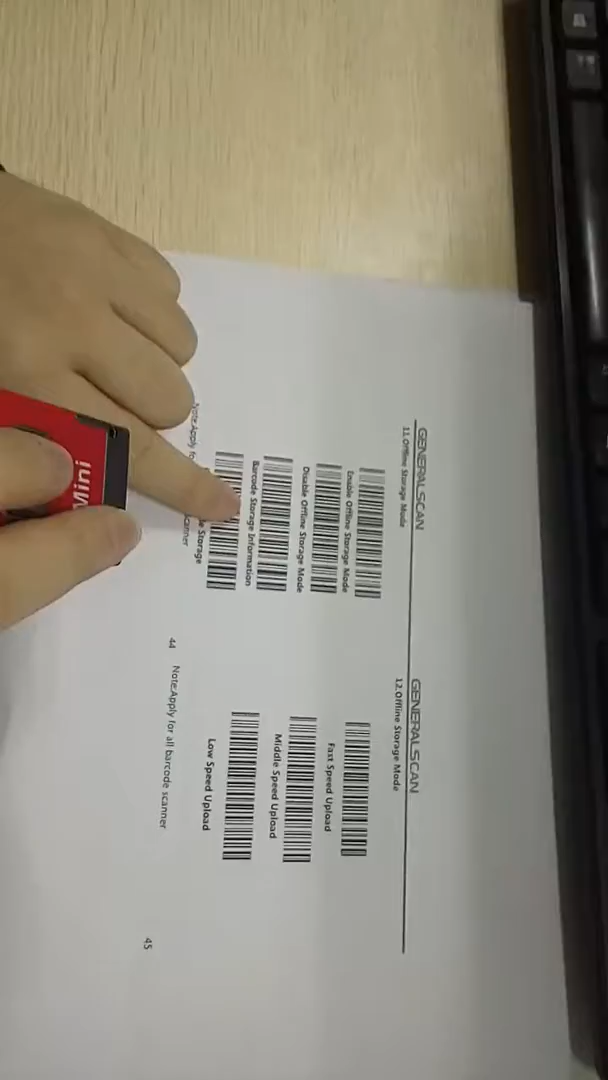 GENERALSCAN
11.Offline Storage Mode
Enable Offline Storage Mode
Disable Offline Storage Mode
Barcode Storage Information
Storage
Note:Apply fo
scanner
44
GENERALSCAN
12.Offline Storage Mode
Fast Speed Upload
Middle Speed Upload
Low Speed Upload
Note:Apply for all barcode scanner
45
Mini